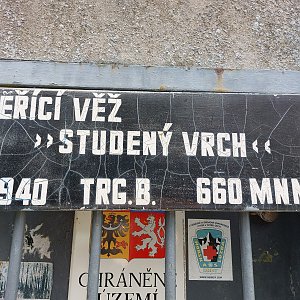 ĚŘÍCÍ VĚŽ
>>STUDENÝ VRCH<<
940 TRG.B. 660 MNM
CHRÁNĚN
ÚZEMÍ